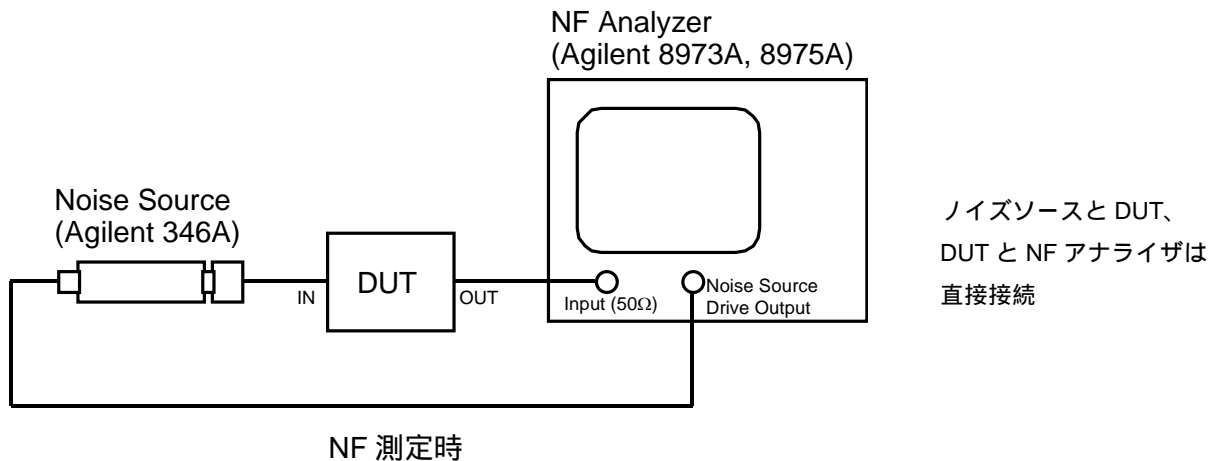 NF Analyzer
(Agilent 8973A, 8975A)
Noise Source
(Agilent 346A)
DUT
IN
OUT
Input (50Ω)
Noise Source
Drive Output
ノイズソースと DUT、
DUT と NF アナライザは
直接接続
NF 測定時